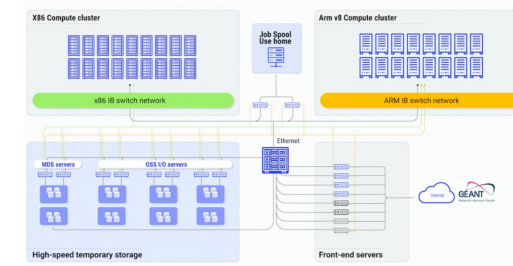 X86 Compute cluster
Job Spool
Use home
Arm v8 Compute cluster
x86 IB switch network
ARM IB switch network
Ethernet
MDS servers
OSS I/O servers
Internet
GÉANT
High-speed temporary storage
Front-end servers